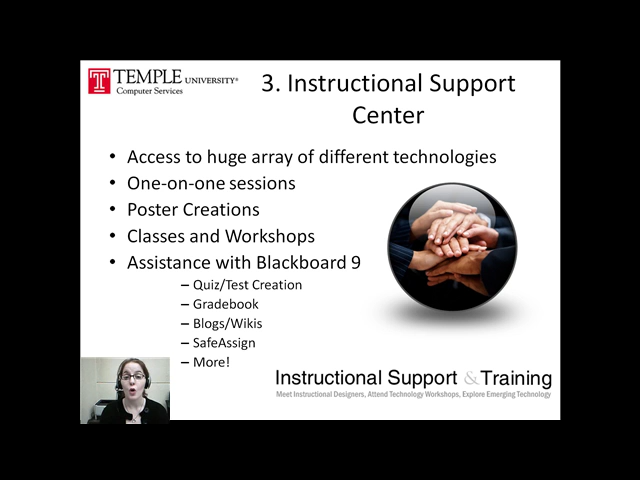 TEMPLE UNIVERSITY®
Computer Services
3. Instructional Support
Center
• Access to huge array of different technologies
• One-on-one sessions
• Poster Creations
• Classes and Workshops
• Assistance with Blackboard 9
– Quiz/Test Creation
– Gradebook
– Blogs/Wikis
– SafeAssign
– More!
Instructional Support & Training
Meet Instructional Designers, Attend Technology Workshops, Explore Emerging Technology